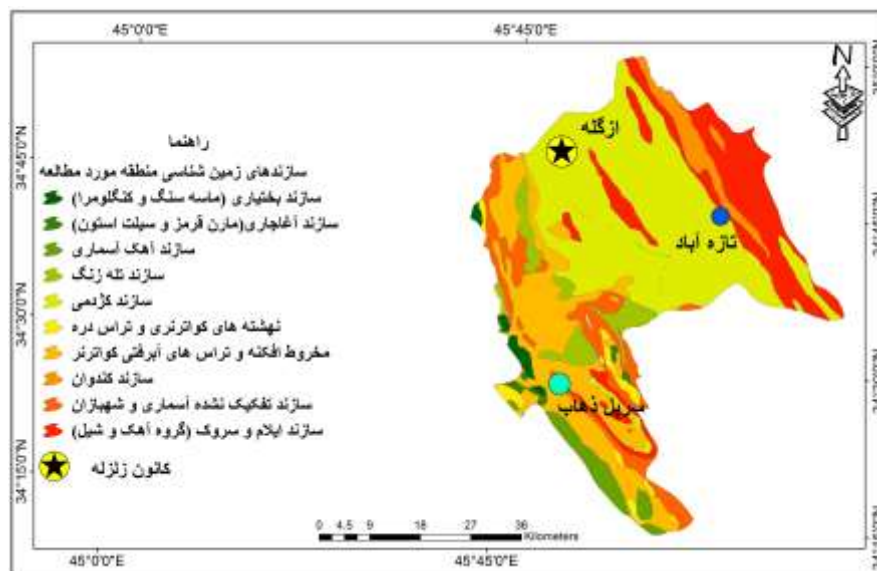 45°0'0"E
45°45'0"E
N
راهنما
سازندهای زمین شناسی منطقه مورد مطالعه
سازند بختیاری (ماسه سنگ و کنگلومرا)
سازند آغاجاری(مارن قرمز و سیلت استون)
سازند آهک آسماری
سازند تله زنگ
سازند کژدمی
نهشته های کواترنری و تراس دره
مخروط افکنه و تراس های آبرفتی کواترنر
سازند کندوان
سازند تفکیک نشده آسماری و شهبازان
سازند ایلام و سروک (گروه آهک و شیل)
کانون زلزله
ازگله
تازه آباد
سرپل ذهاب
34°45'0"N
34°30'0"N
34°15'0"N
0 4.5 9 18 27 36
Kilometers
45°0'0"E
45°45'0"E